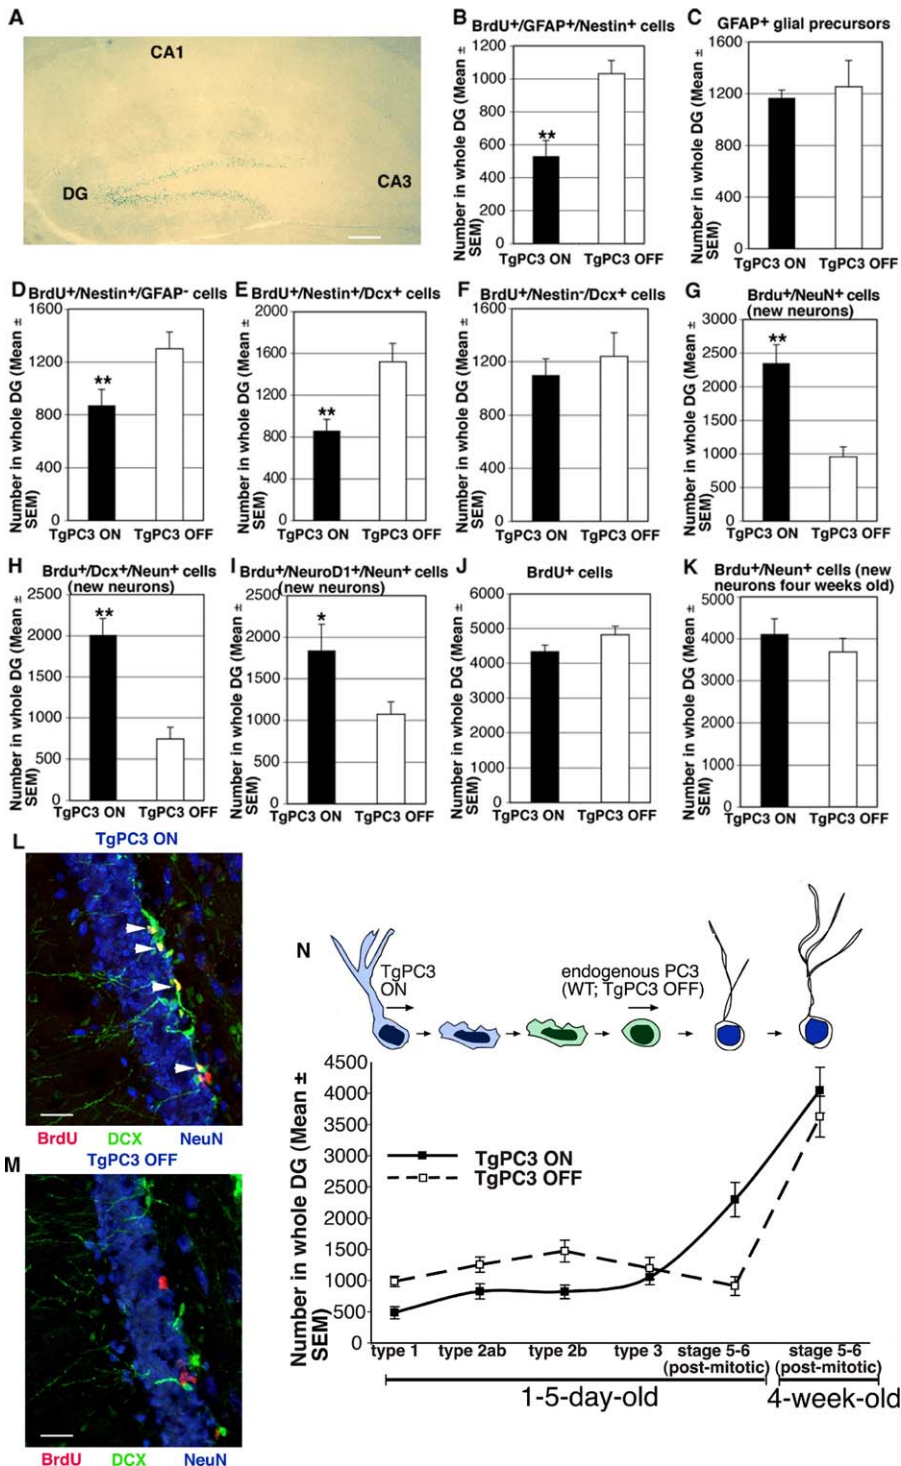 A
CA1
DG
CA3
B
BrdU+/GFAP+/Nestin+ cells
Number in whole DG (Mean ± SEM)
1200
1000
800
600
400
200
0
**
TgPC3 ON TgPC3 OFF
C
GFAP+ glial precursors
Number in whole DG (Mean ± SEM)
1600
1200
800
400
0
TgPC3 ON TgPC3 OFF
D
BrdU+/Nestin+/GFAP- cells
Number in whole DG (Mean ± SEM)
1600
1200
800
400
0
**
TgPC3 ON TgPC3 OFF
E
BrdU+/Nestin+/Dcx+ cells
Number in whole DG (Mean ± SEM)
2000
1600
1200
800
400
0
**
TgPC3 ON TgPC3 OFF
F
BrdU+/Nestin-/Dcx+ cells
Number in whole DG (Mean ± SEM)
1600
1200
800
400
0
TgPC3 ON TgPC3 OFF
G
Brdu+/NeuN+ cells
(new neurons)
Number in whole DG (Mean ± SEM)
3000
2500
2000
1500
1000
500
0
**
TgPC3 ON TgPC3 OFF
H
Brdu+/Dcx+/Neun+ cells
(new neurons)
Number in whole DG (Mean ± SEM)
2500
2000
1500
1000
500
0
**
TgPC3 ON TgPC3 OFF
I
Brdu+/NeuroD1+/Neun+ cells
(new neurons)
Number in whole DG (Mean ± SEM)
2500
2000
1500
1000
500
0
*
TgPC3 ON TgPC3 OFF
J
BrdU+ cells
Number in whole DG (Mean ± SEM)
6000
5000
4000
3000
2000
1000
0
TgPC3 ON TgPC3 OFF
K
Brdu+/Neun+ cells (new
neurons four weeks old)
Number in whole DG (Mean ± SEM)
5000
4000
3000
2000
1000
0
TgPC3 ON TgPC3 OFF
L
TgPC3 ON
BrdU DCX NeuN
M
TgPC3 OFF
BrdU DCX NeuN
N
TgPC3
ON
endogenous PC3
(WT; TgPC3 OFF)
Number in whole DG (Mean ±
SEM)
4500
4000
3500
3000
2500
2000
1500
1000
500
0
TgPC3 ON
TgPC3 OFF
type 1 type 2ab type 2b type 3 stage 5-6 stage 5-6
(post-mitotic) (post-mitotic)
1-5-day-old 4-week-old